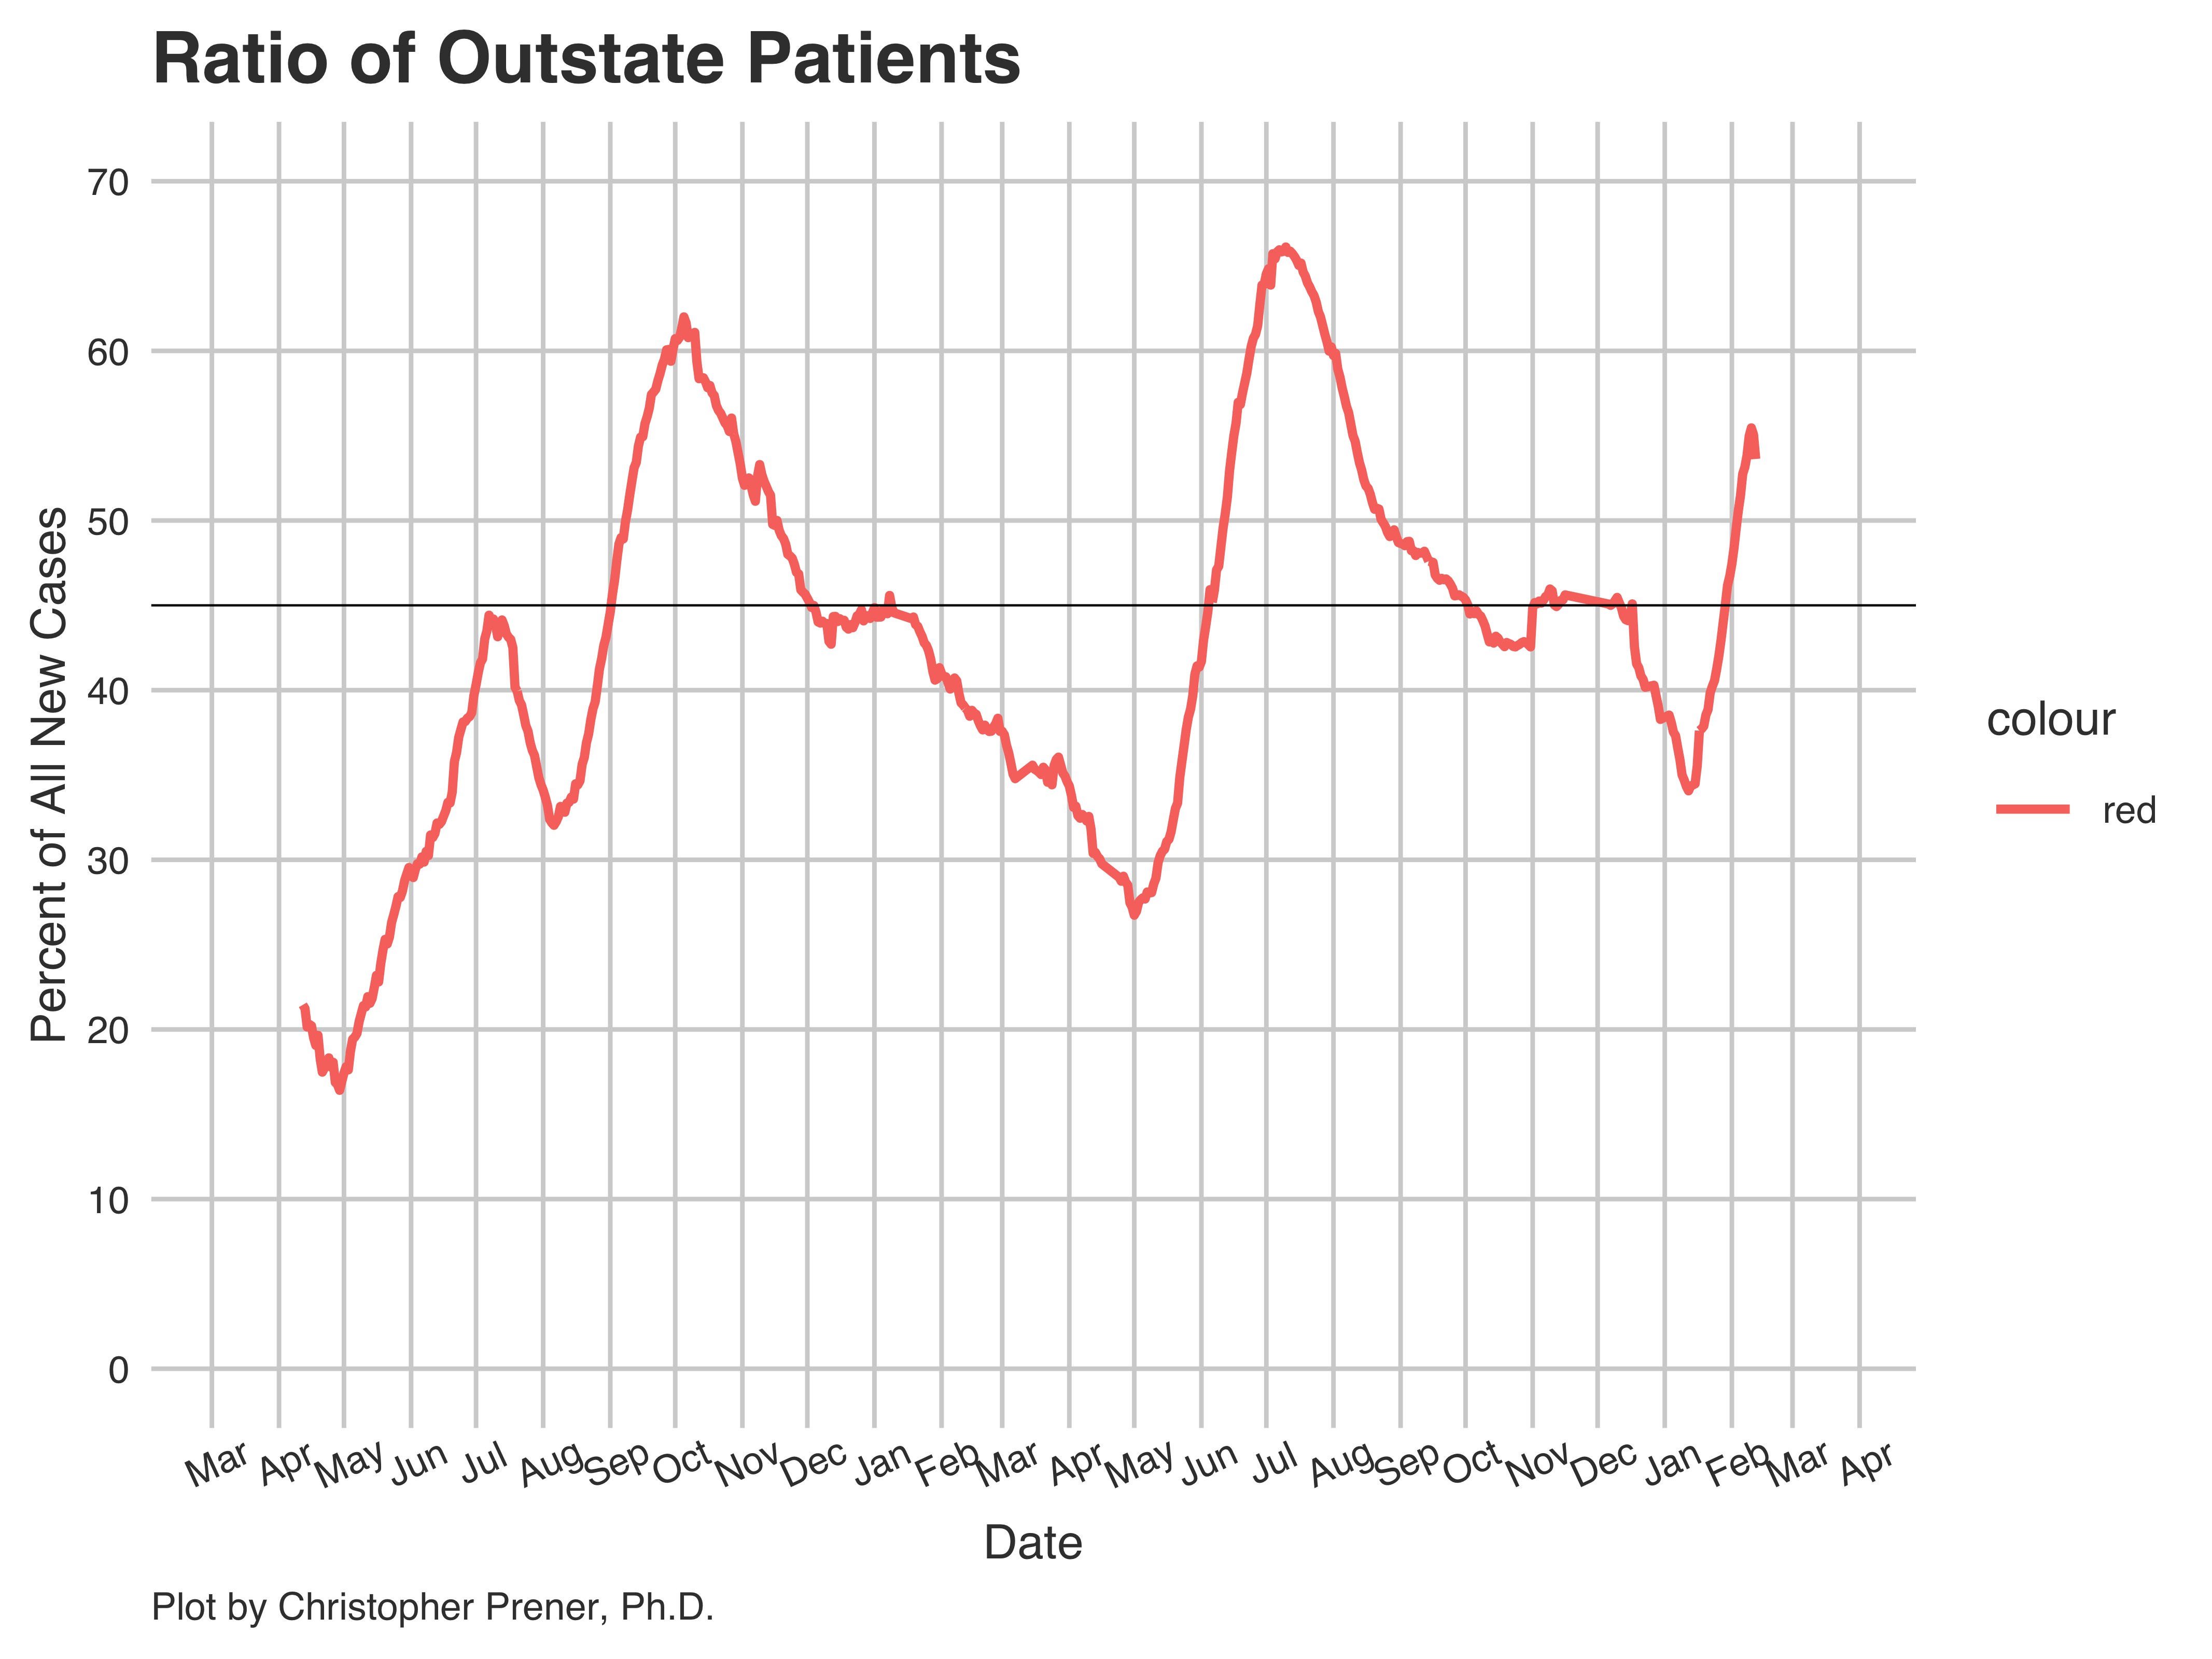 Ratio of Outstate Patients
Percent of All New Cases
70
60
50
40
30
20
10
0
Mar Apr May Jun Jul Aug Sep Oct Nov Dec Jan Feb Mar Apr May Jun Jul Aug Sep Oct Nov Dec Jan Feb Mar Apr
Date
colour
red
Plot by Christopher Prener, Ph.D.